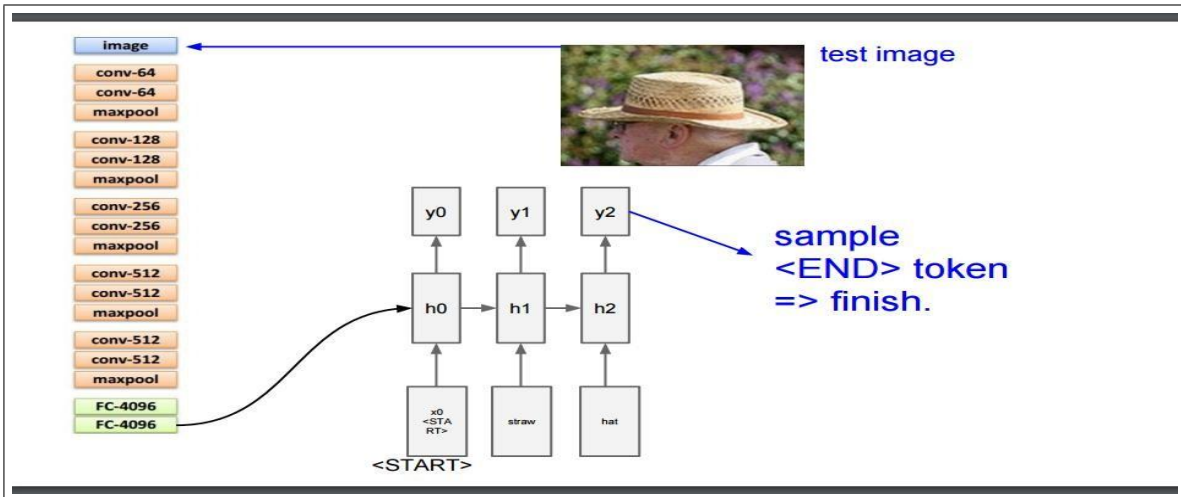 image
conv-64
conv-64
maxpool
conv-128
conv-128
maxpool
conv-256
conv-256
maxpool
conv-512
conv-512
maxpool
conv-512
conv-512
maxpool
FC-4096
FC-4096
test image
y0
y1
y2
sample
<END> token
=> finish.
h0
h1
h2
x0
<STA
RT>
straw
hat
<START>